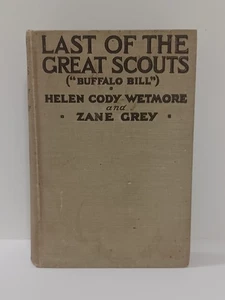 LAST OF THE
GREAT SCOUTS
("BUFFALO BILL")
HELEN CODY WETMORE
and
• ZANE GREY •